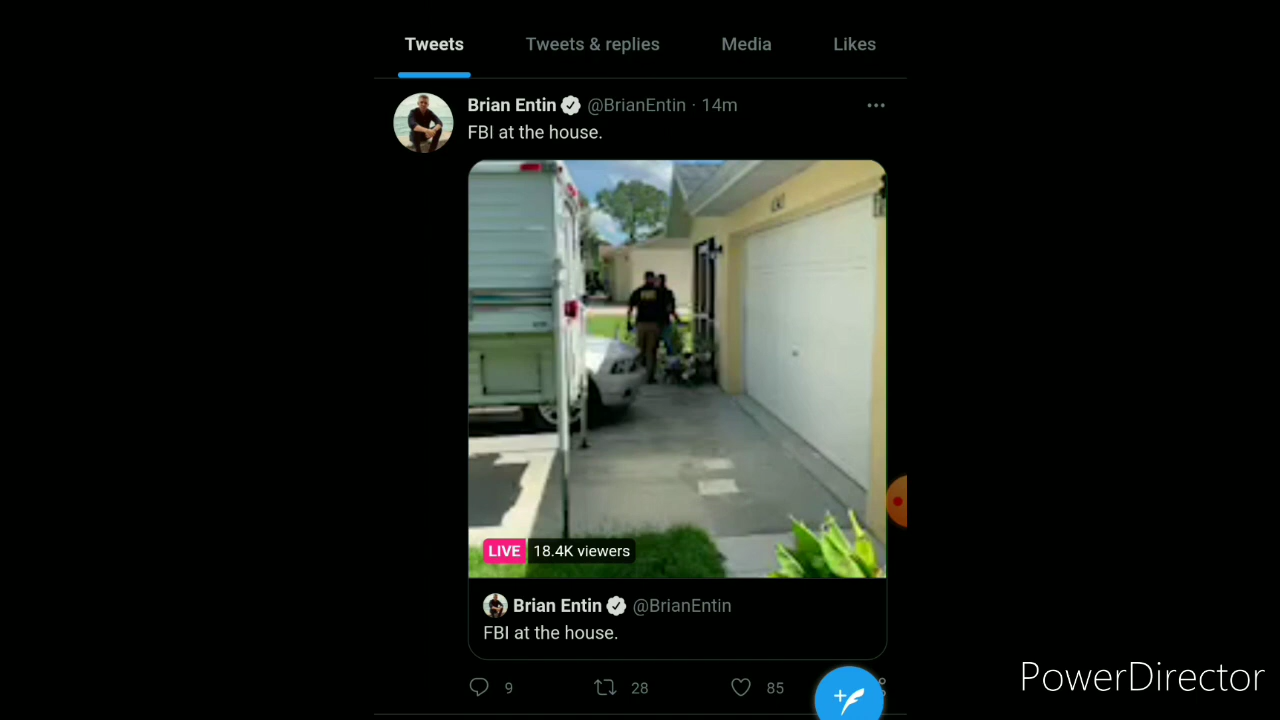 Tweets Tweets & replies Media Likes
Brian Entin @BrianEntin · 14m
FBI at the house.
LIVE 18.4K viewers
Brian Entin @BrianEntin
FBI at the house.
9 28 85
PowerDirector